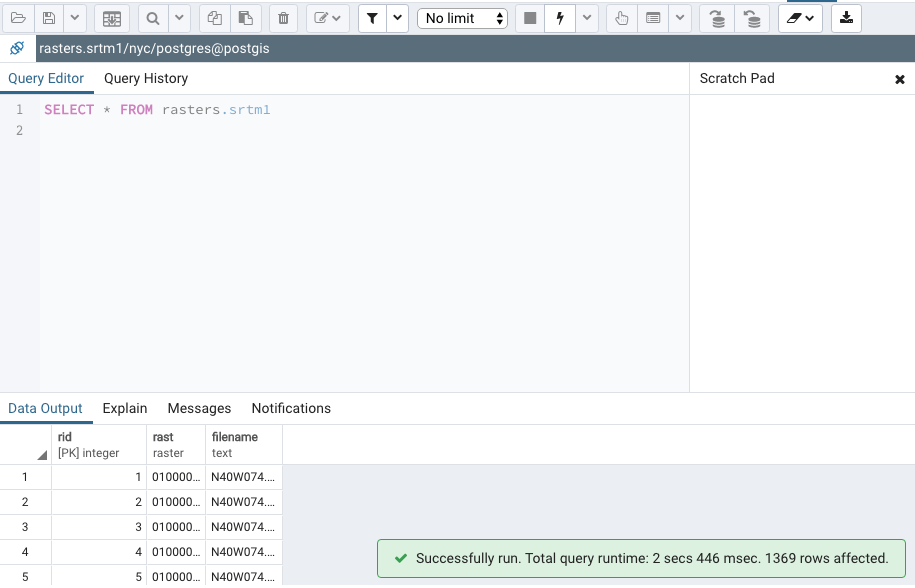 No limit
rasters.srtm1/nyc/postgres@postgis
Query Editor Query History
Scratch Pad
1 SELECT * FROM rasters.srtm1
2
Data Output Explain Messages Notifications
rid rast filename
[PK] integer raster text
1 1 010000... N40W074....
2 2 010000... N40W074....
3 3 010000... N40W074....
4 4 010000... N40W074....
5 5 010000... N40W074....
Successfully run. Total query runtime: 2 secs 446 msec. 1369 rows affected.